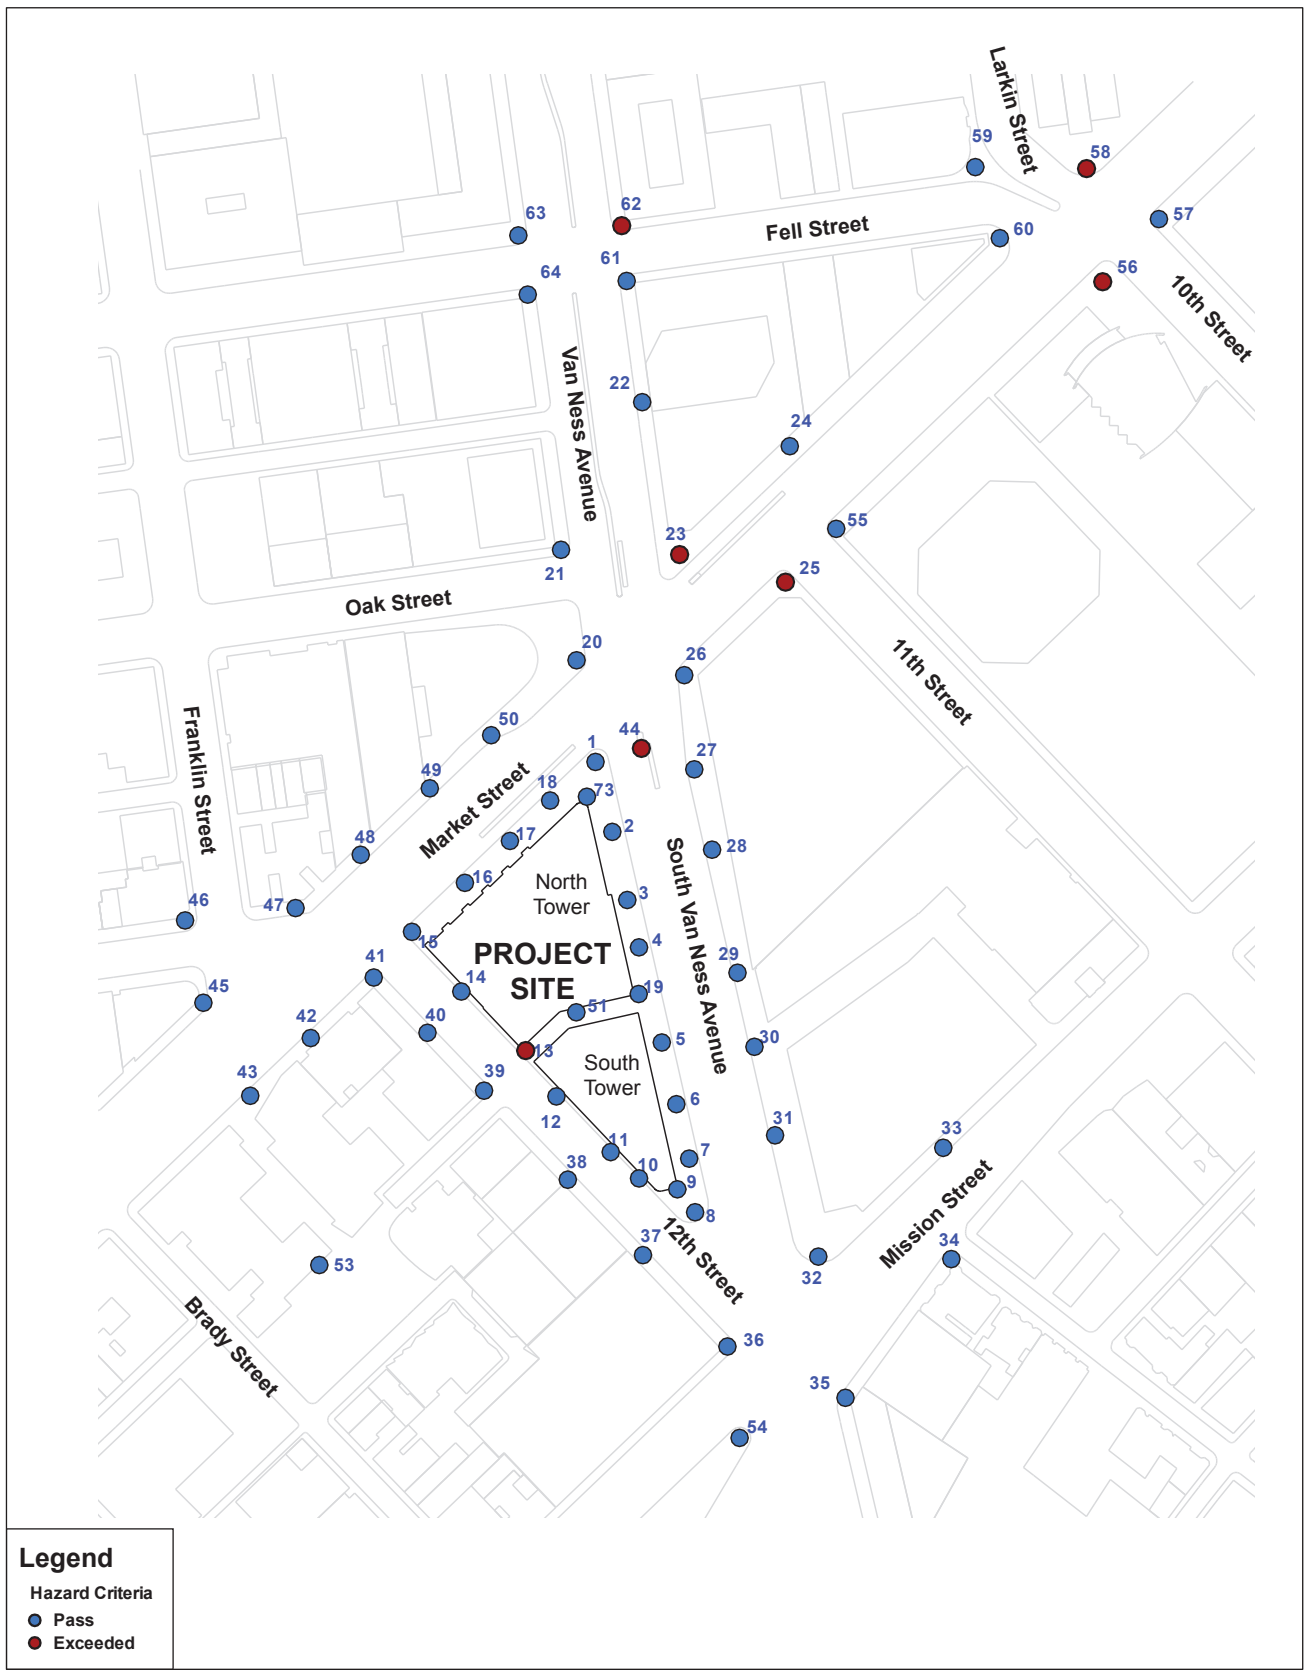 Larkin Street
59
58
62
63
57
Fell Street
60
61
64
56
10th Street
Van Ness Avenue
22
24
55
23
25
21
Oak Street
20
26
11th Street
Franklin Street
50
44
1
27
49
Market Street
18
73
17
2
48
South Van Ness Avenue
28
16
North
Tower
3
46
47
15
4
PROJECT
SITE
41
29
14
19
45
51
42
40
5
30
13
South
Tower
43
39
6
12
31
11
33
7
38
10
9
Mission Street
8
37
12th Street
34
53
32
Brady Street
36
35
54
Legend
Hazard Criteria
Pass
Exceeded